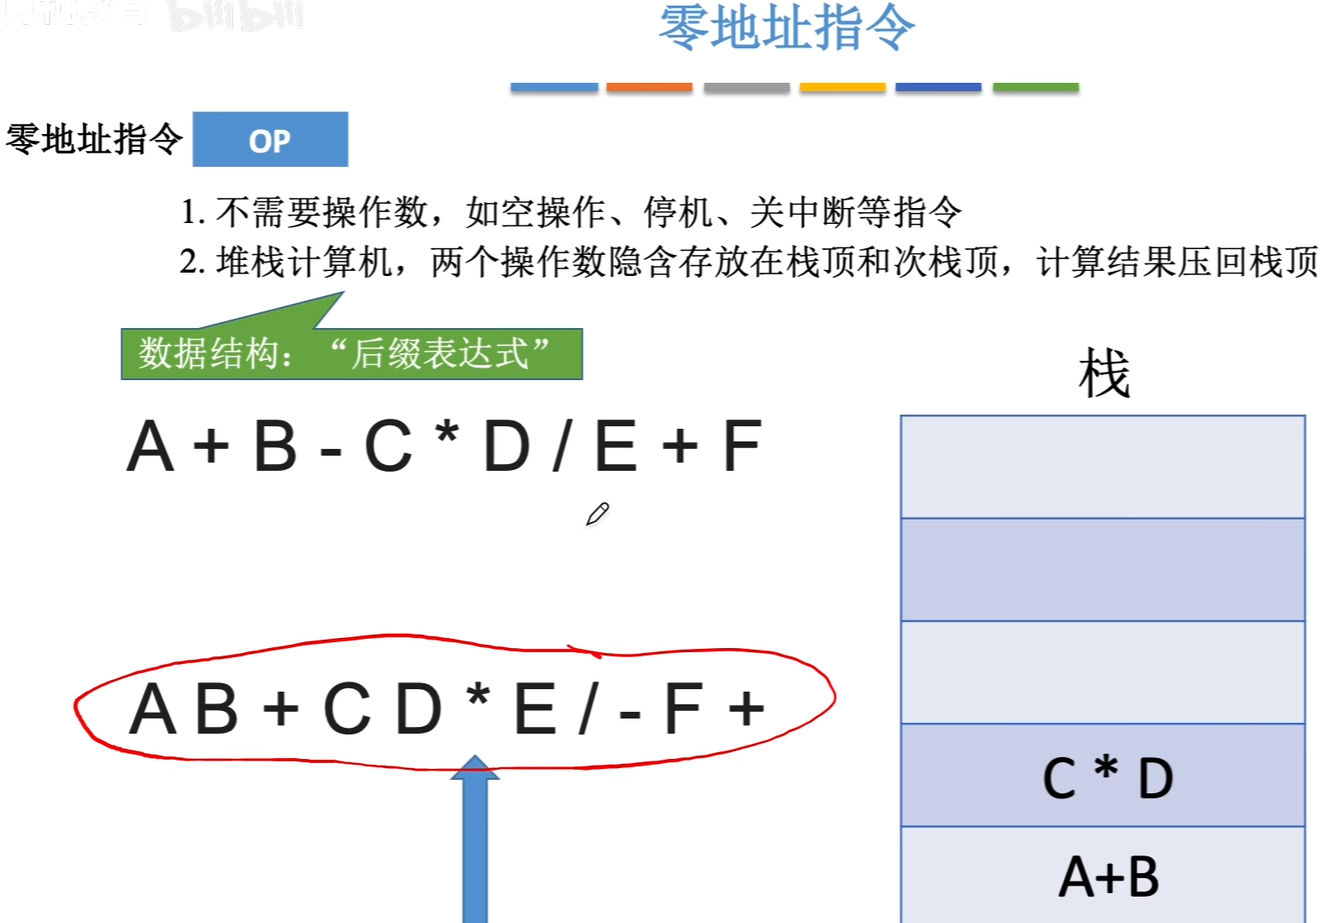 bilibili
零地址指令
零地址指令 OP
1. 不需要操作数，如空操作、停机、关中断等指令
2. 堆栈计算机，两个操作数隐含存放在栈顶和次栈顶，计算结果压回栈顶
数据结构：“后缀表达式”
栈
A + B - C * D / E + F
A B + C D * E / - F +
C * D
A+B